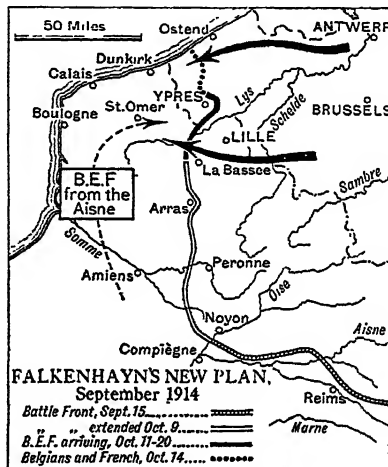 50 Miles
ANTWERP
Ostend
Dunkirk
Calais
YPRES
Lys
Schelde
St.Omer
BRUSSELS
Boulogne
LILLE
La Bassee
B.E.F
from the
Aisne
Sambre
Arras
Somme
Peronne
Amiens
Oise
Noyon
Aisne
Compiègne
FALKENHAYN'S NEW PLAN,
September 1914
Reims
Marne
Battle Front, Sept. 15
" " extended Oct. 9
B.E.F. arriving, Oct. 11-20
Belgians and French, Oct. 14